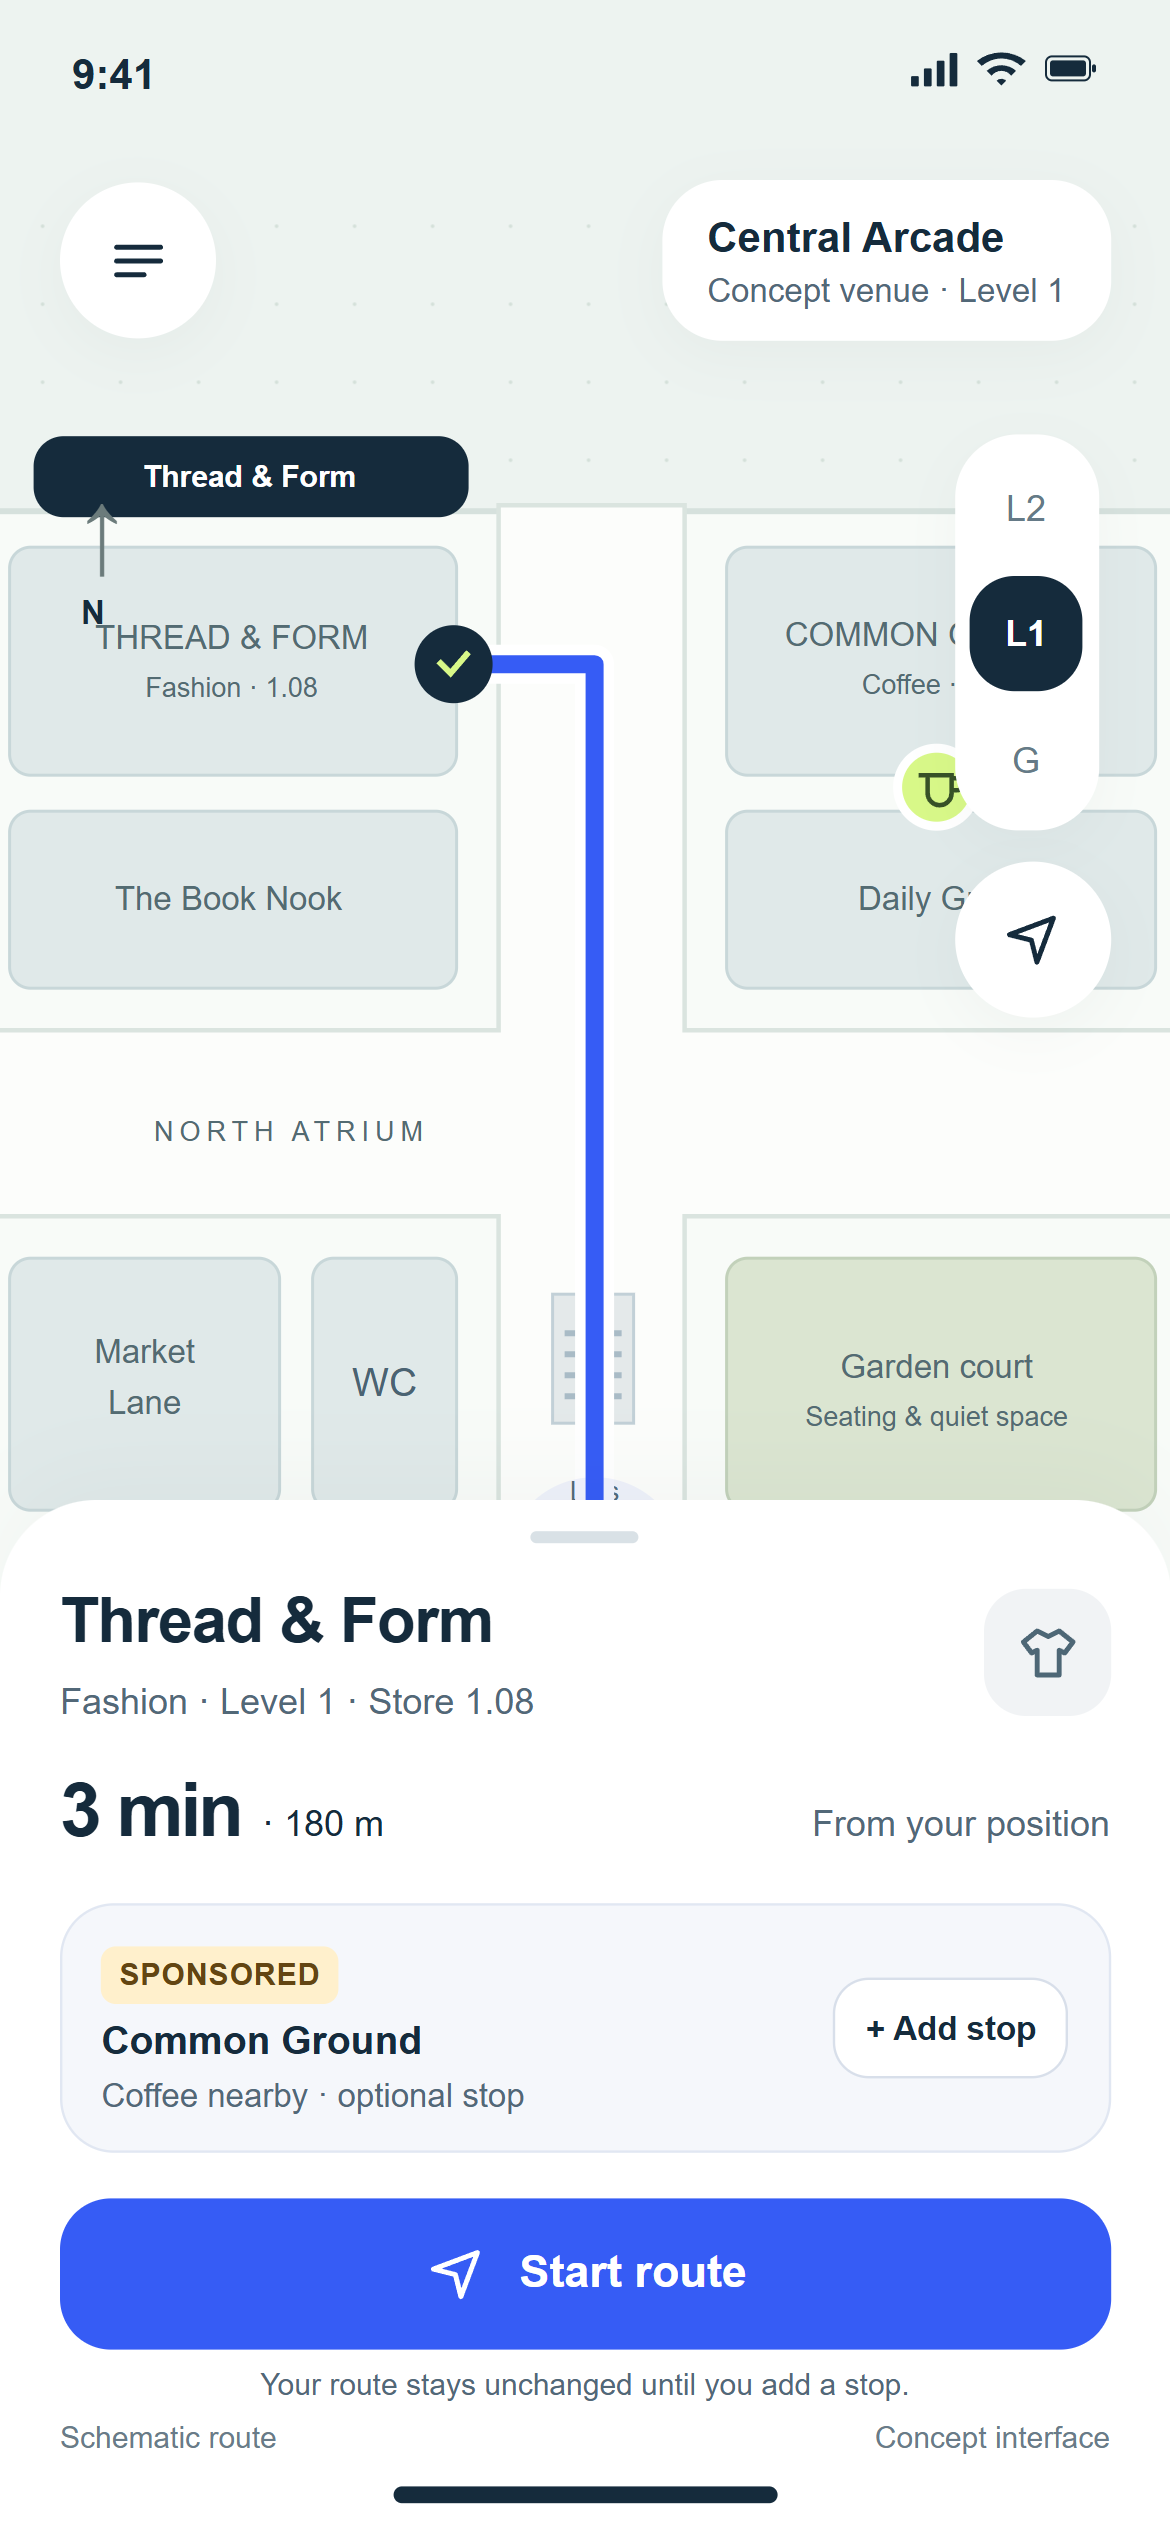 9:41
Central Arcade
Concept venue · Level 1
Thread & Form
L2
L1
G
N
THREAD & FORM
Fashion · 1.08
COMMON
Coffee ·
The Book Nook
Daily
NORTH ATRIUM
Market
Lane
WC
Garden court
Seating & quiet space
Thread & Form
Fashion · Level 1 · Store 1.08
3 min · 180 m
From your position
SPONSORED
Common Ground
Coffee nearby · optional stop
+ Add stop
Start route
Your route stays unchanged until you add a stop.
Schematic route
Concept interface